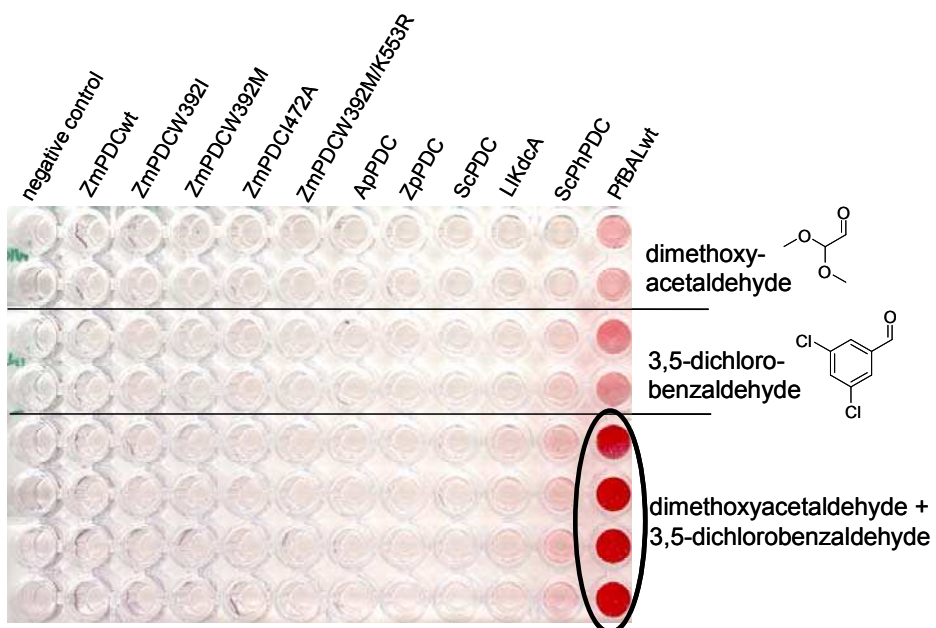 negative control
ZmPDCwt
ZmPDCW392I
ZmPDCW392M
ZmPDCI472A
ZmPDCW392M/K553R
ApPDC
ZpPDC
ScPDC
LlKdcA
ScPhPDC
PfBALwt
dimethoxy-
acetaldehyde
O
O
O
3,5-dichloro-
benzaldehyde
Cl
O
Cl
dimethoxyacetaldehyde +
3,5-dichlorobenzaldehyde